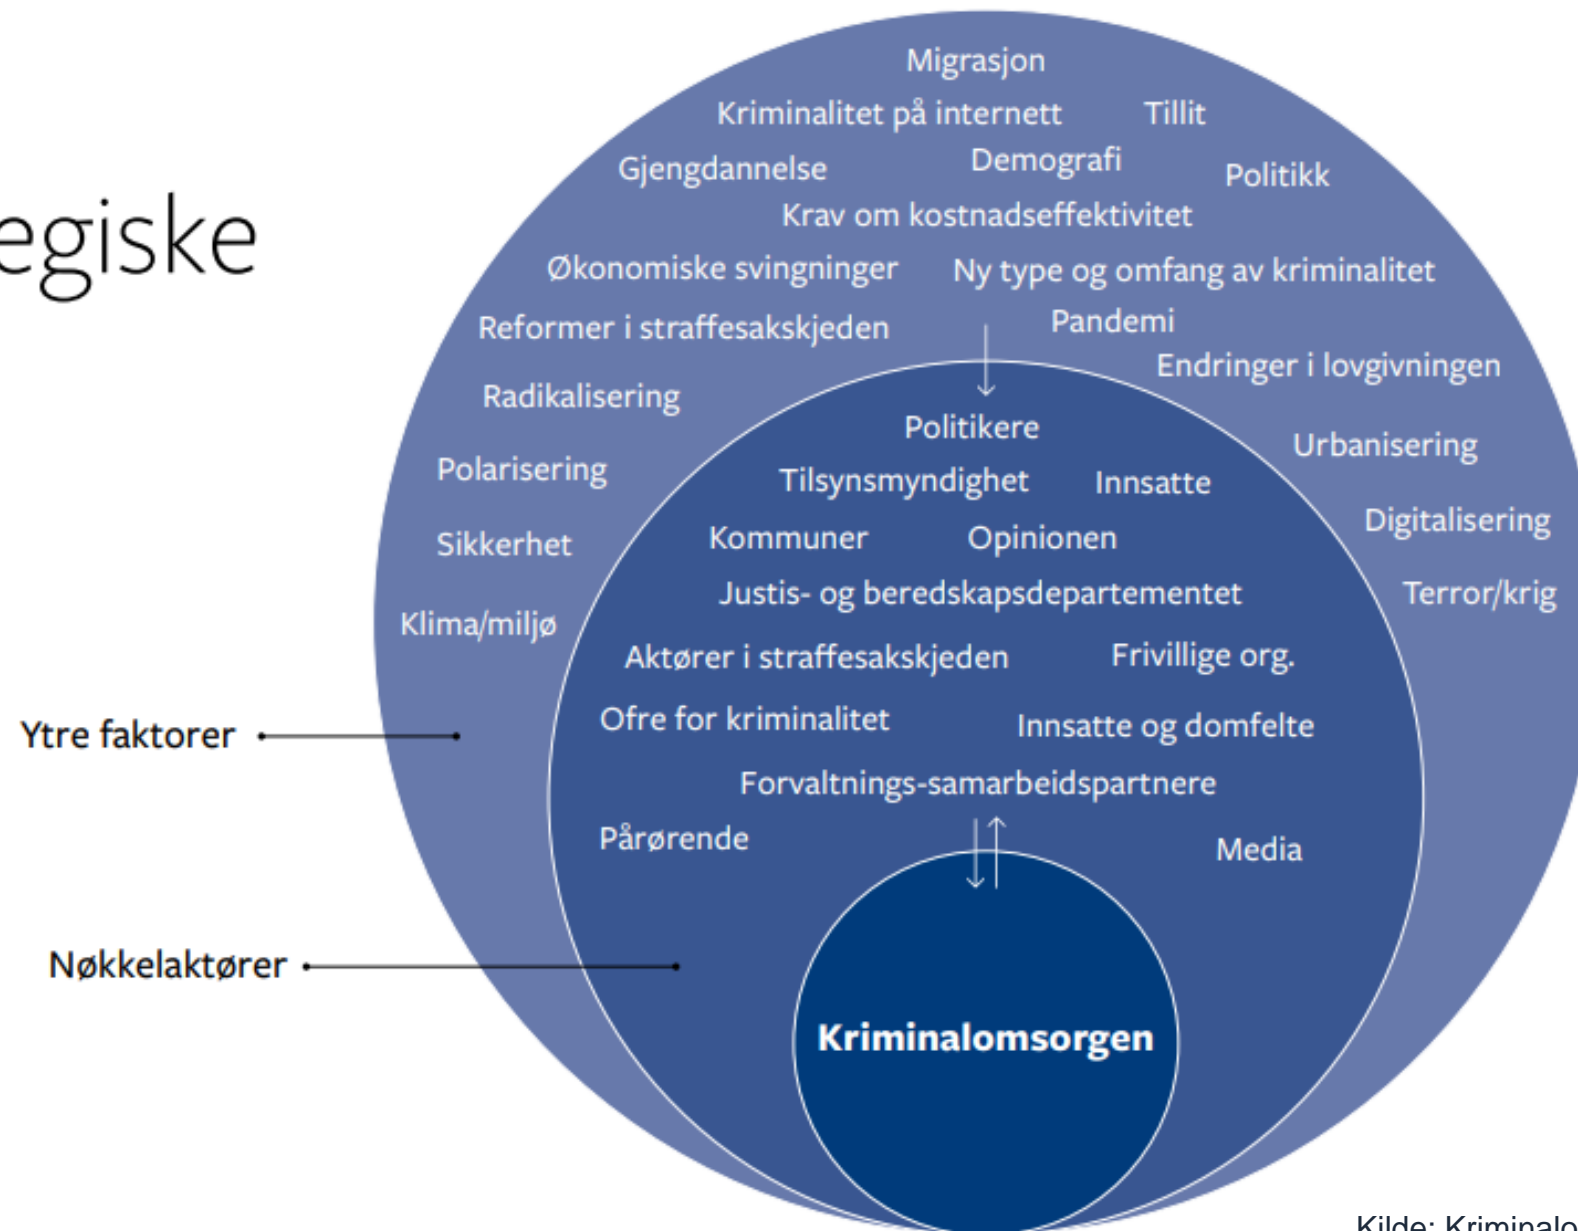 egiske
Migrasjon
Kriminalitet på internett
Tillit
Gjengdannelse
Demografi
Politikk
Krav om kostnadseffektivitet
Økonomiske svingninger
Ny type og omfang av kriminalitet
Reformer i straffesakskjeden
Pandemi
Endringer i lovgivningen
Radikalisering
Urbanisering
Polarisering
Digitalisering
Sikkerhet
Terror/krig
Klima/miljø
Politikere
Tilsynsmyndighet
Innsatte
Kommuner
Opinionen
Justis- og beredskapsdepartementet
Aktører i straffesakskjeden
Frivillige org.
Ofre for kriminalitet
Innsatte og domfelte
Forvaltnings-samarbeidspartnere
Pårørende
Media
Ytre faktorer
Nøkkelaktører
Kriminalomsorgen
Kilde: Kriminalo